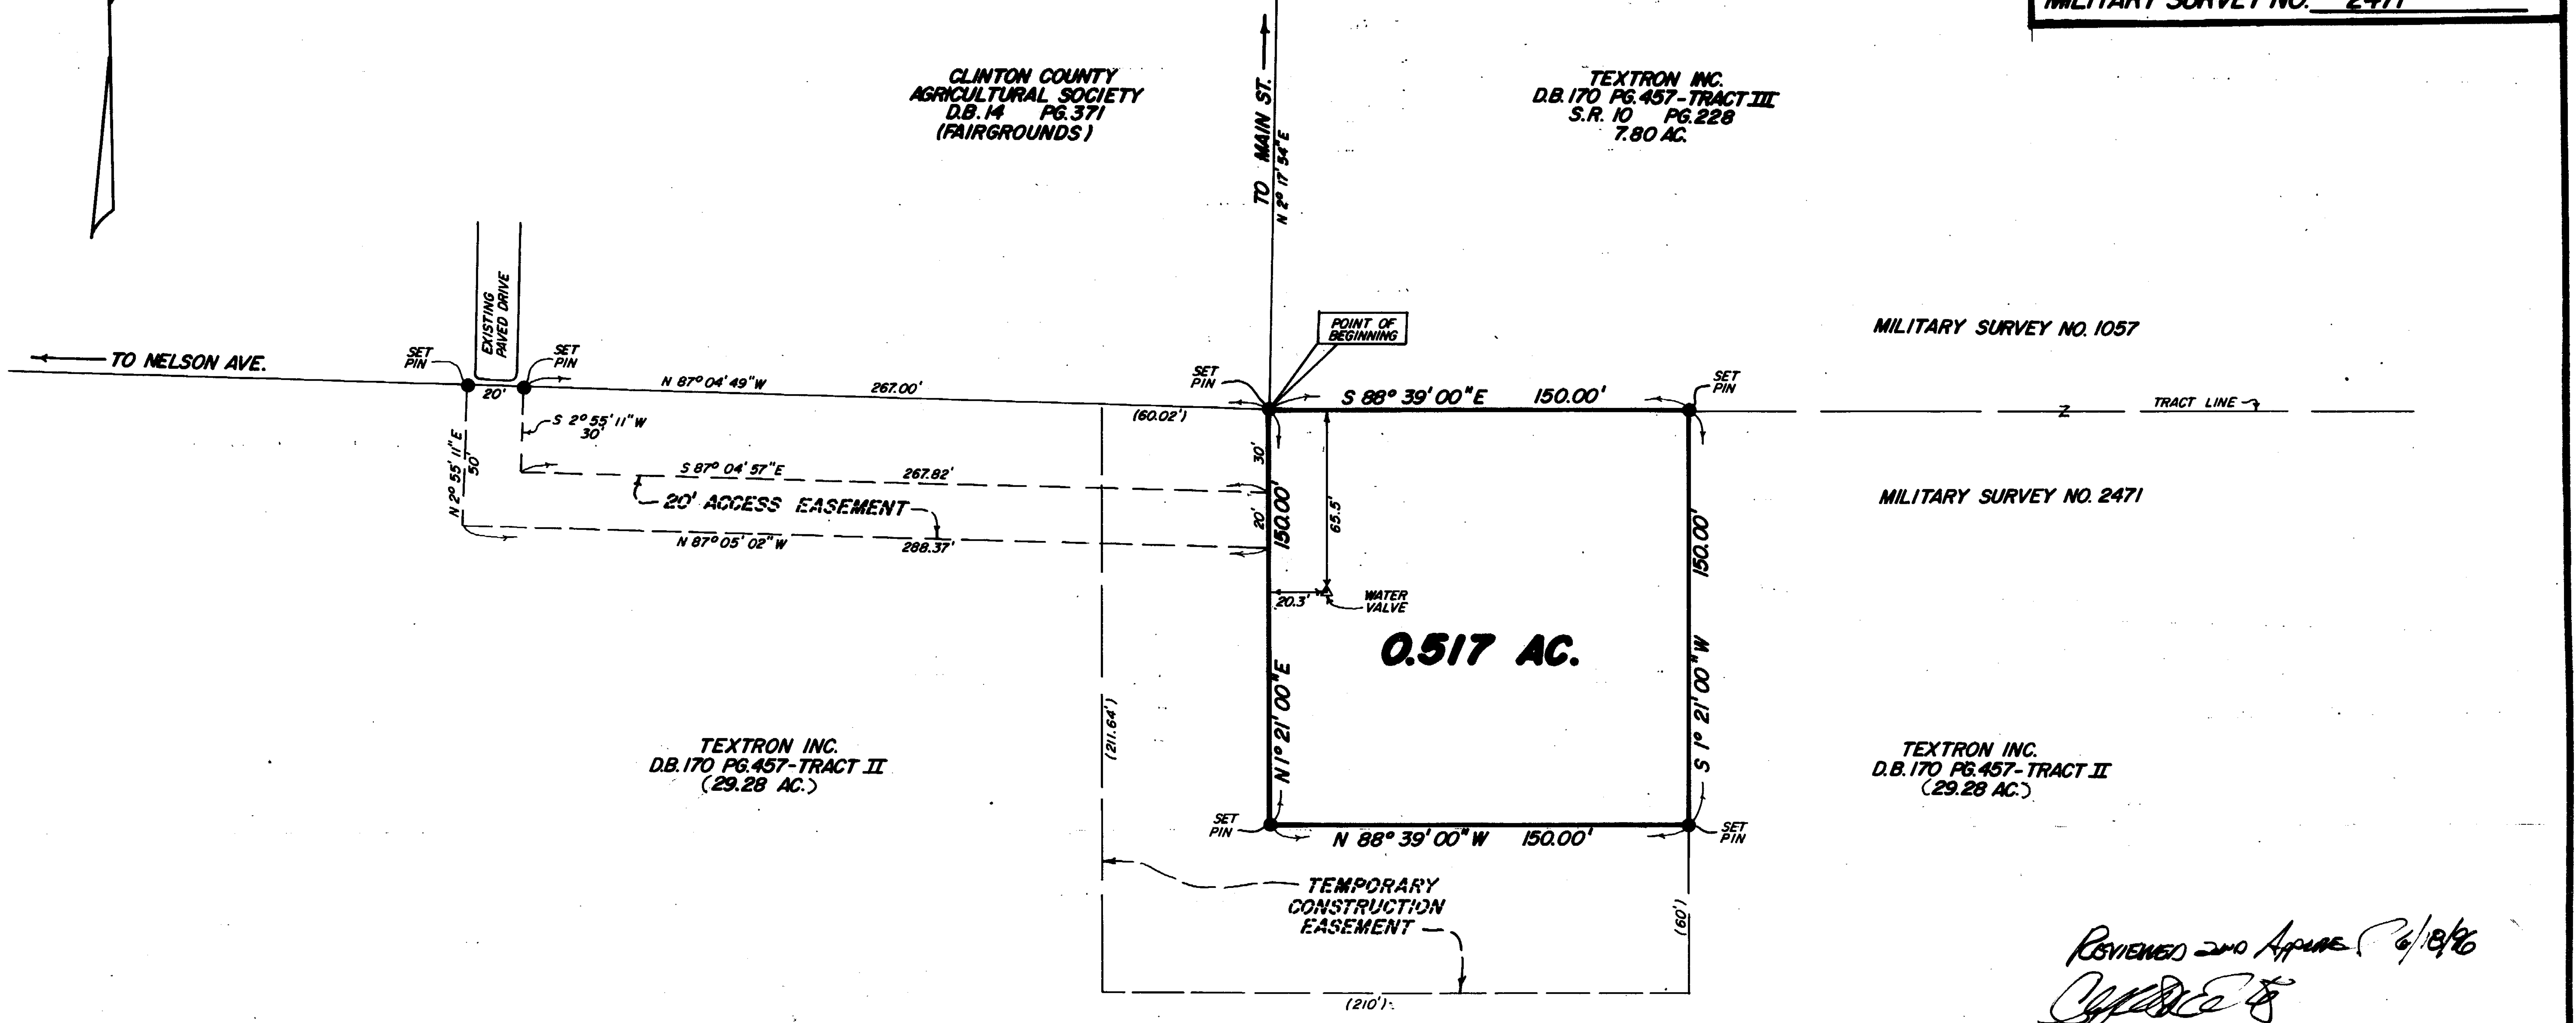 MILITARY SURVEY NO. 2471
CLINTON COUNTY
AGRICULTURAL SOCIETY
D.B. 14 PG. 371
(FAIRGROUNDS)
TO MAIN ST.
N 2° 17' 54" E
TEXTRON INC.
D.B. 170 PG. 457 - TRACT III
S.R. 10 PG. 228
7.80 AC.
EXISTING
PAVED DRIVE
POINT OF
BEGINNING
MILITARY SURVEY NO. 1057
TO NELSON AVE.
SET
PIN
SET
PIN
20'
N 87° 04' 49" W 267.00'
(60.02')
SET
PIN
S 88° 39' 00" E 150.00'
SET
PIN
TRACT LINE
S 2° 55' 11" W
30'
N 2° 55' 11" E
50'
S 87° 04' 57" E 267.82'
20' ACCESS EASEMENT
N 87° 05' 02" W 288.37'
30'
20'
150.00'
65.5'
20.3'
WATER
VALVE
150.00'
MILITARY SURVEY NO. 2471
0.517 AC.
N 1° 21' 00" E
S 1° 21' 00" W
(211.64')
TEXTRON INC.
D.B. 170 PG. 457 - TRACT II
(29.28 AC.)
TEXTRON INC.
D.B. 170 PG. 457 - TRACT II
(29.28 AC.)
SET
PIN
N 88° 39' 00" W 150.00'
SET
PIN
TEMPORARY
CONSTRUCTION
EASEMENT
(60')
(210')
REVIEWED AND 6/18/96